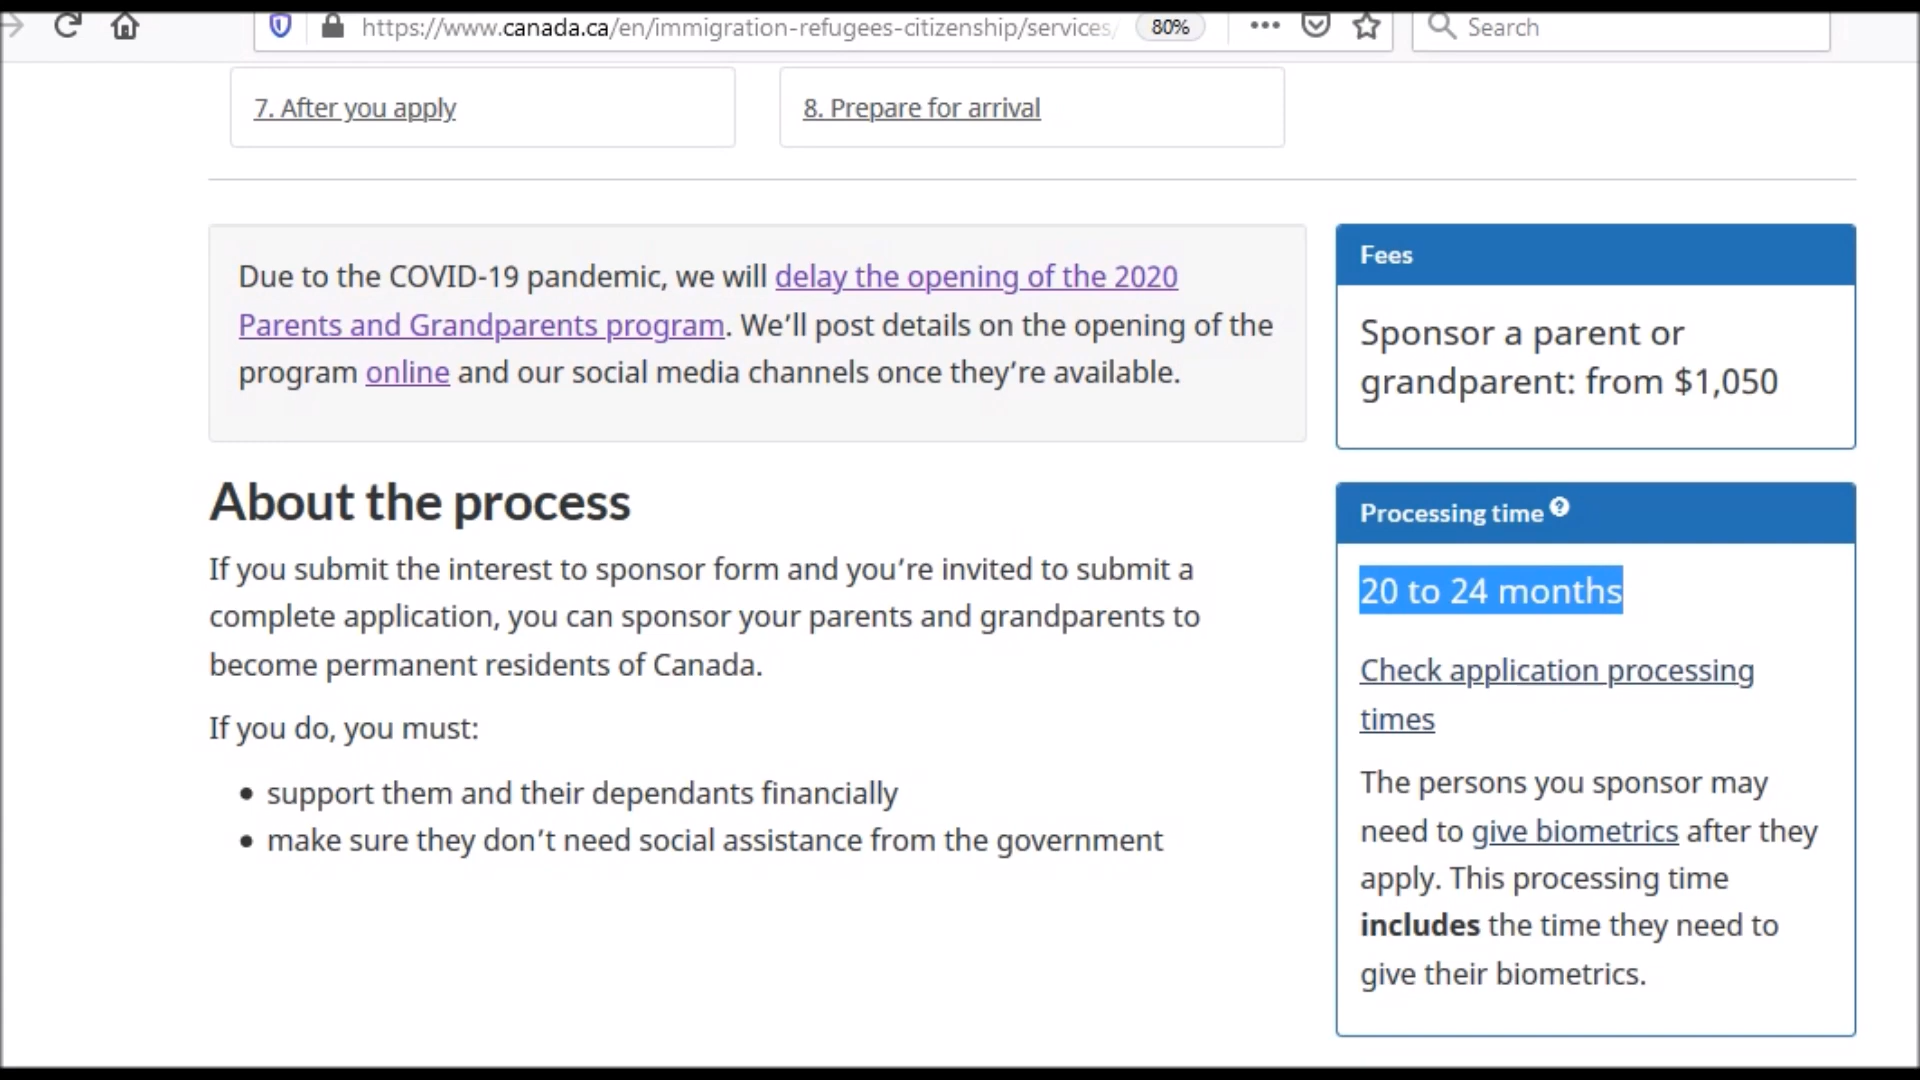 https://www.canada.ca/en/immigration-refugees-citizenship/services/
80%
Search
7. After you apply
8. Prepare for arrival
Due to the COVID-19 pandemic, we will delay the opening of the 2020
Parents and Grandparents program. We’ll post details on the opening of the
program online and our social media channels once they’re available.
About the process
If you submit the interest to sponsor form and you’re invited to submit a
complete application, you can sponsor your parents and grandparents to
become permanent residents of Canada.
If you do, you must:
• support them and their dependants financially
• make sure they don’t need social assistance from the government
Fees
Sponsor a parent or
grandparent: from $1,050
Processing time ?
20 to 24 months
Check application processing
times
The persons you sponsor may
need to give biometrics after they
apply. This processing time
includes the time they need to
give their biometrics.